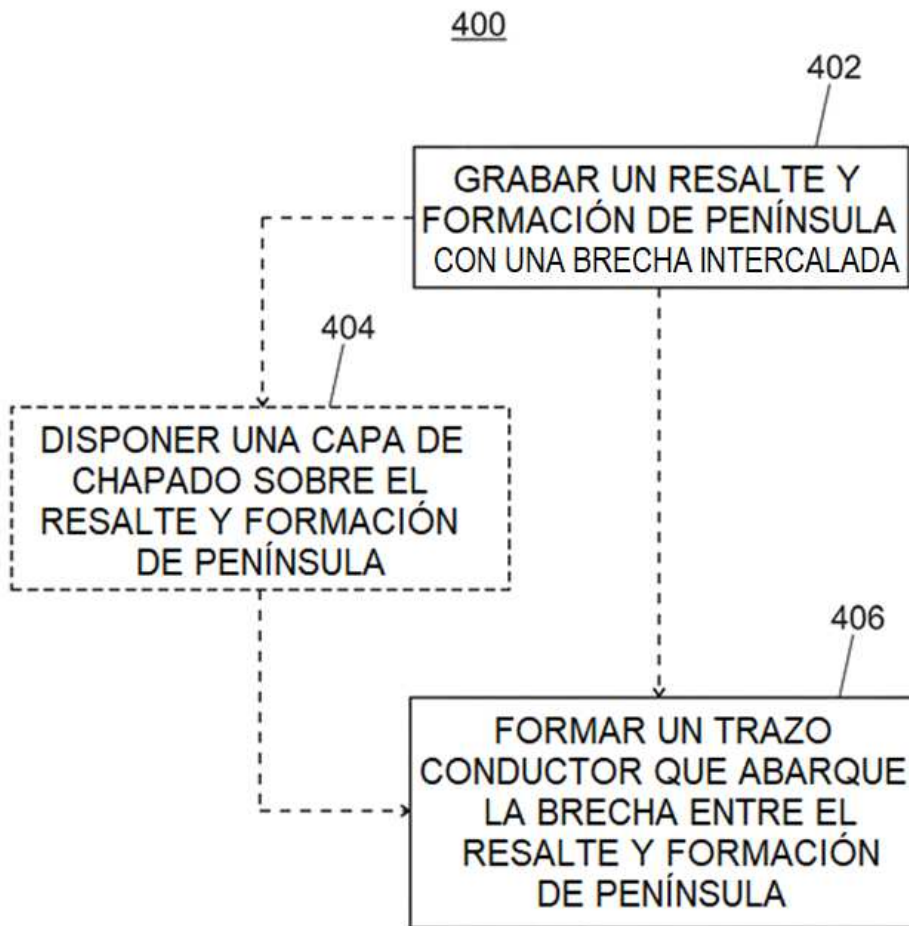 400
402
GRABAR UN RESALTE Y
FORMACIÓN DE PENÍNSULA
CON UNA BRECHA INTERCALADA
404
DISPONER UNA CAPA DE
CHAPADO SOBRE EL
RESALTE Y FORMACIÓN
DE PENÍNSULA
406
FORMAR UN TRAZO
CONDUCTOR QUE ABARQUE
LA BRECHA ENTRE EL
RESALTE Y FORMACIÓN
DE PENÍNSULA